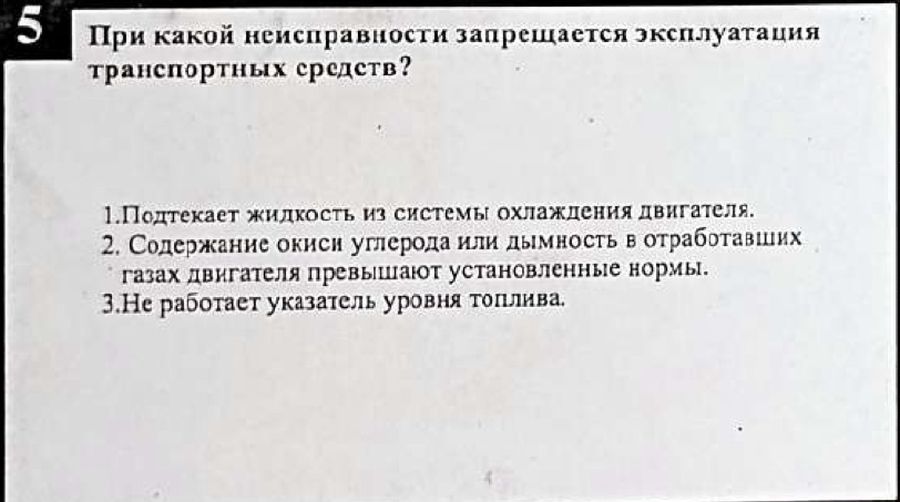 5
При какой неисправности запрещается эксплуатация
транспортных средств?
1.Подтекает жидкость из системы охлаждения двигателя.
2. Содержание окиси углерода или дымность в отработавших
газах двигателя превышают установленные нормы.
3.Не работает указатель уровня топлива.